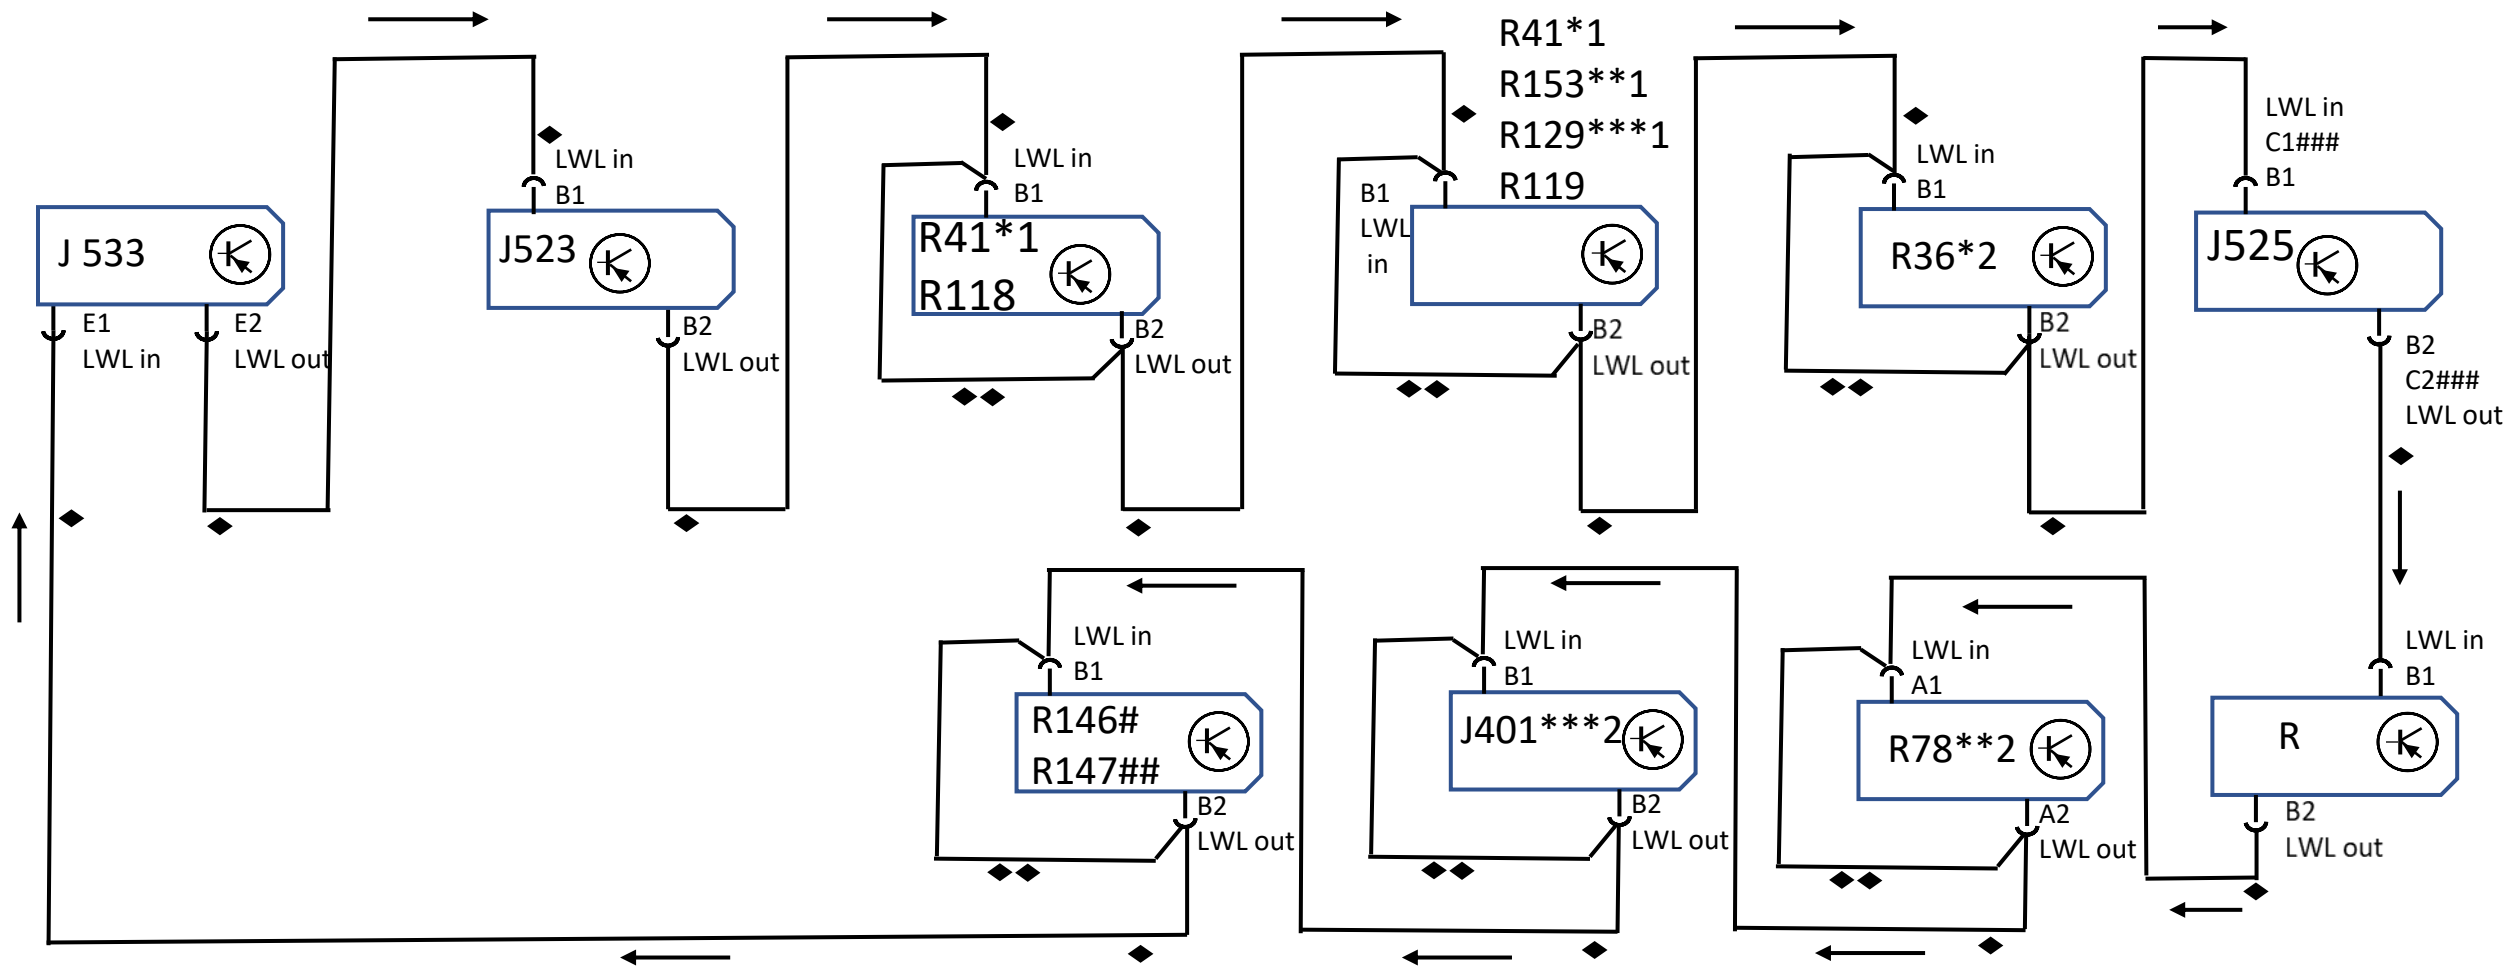 R41*1
R153**1
R129***1
R119
LWL in
C1###
B1
LWL in
B1
LWL in
B1
B1
LWL
in
LWL in
B1
J 533
J523
R41*1
R118
R36*2
J525
E1
LWL in
E2
LWL out
B2
LWL out
B2
LWL out
B2
LWL out
B2
LWL out
B2
C2###
LWL out
LWL in
B1
LWL in
B1
LWL in
A1
LWL in
B1
R146#
R147##
J401***2
R78**2
R
B2
LWL out
B2
LWL out
A2
LWL out
B2
LWL out